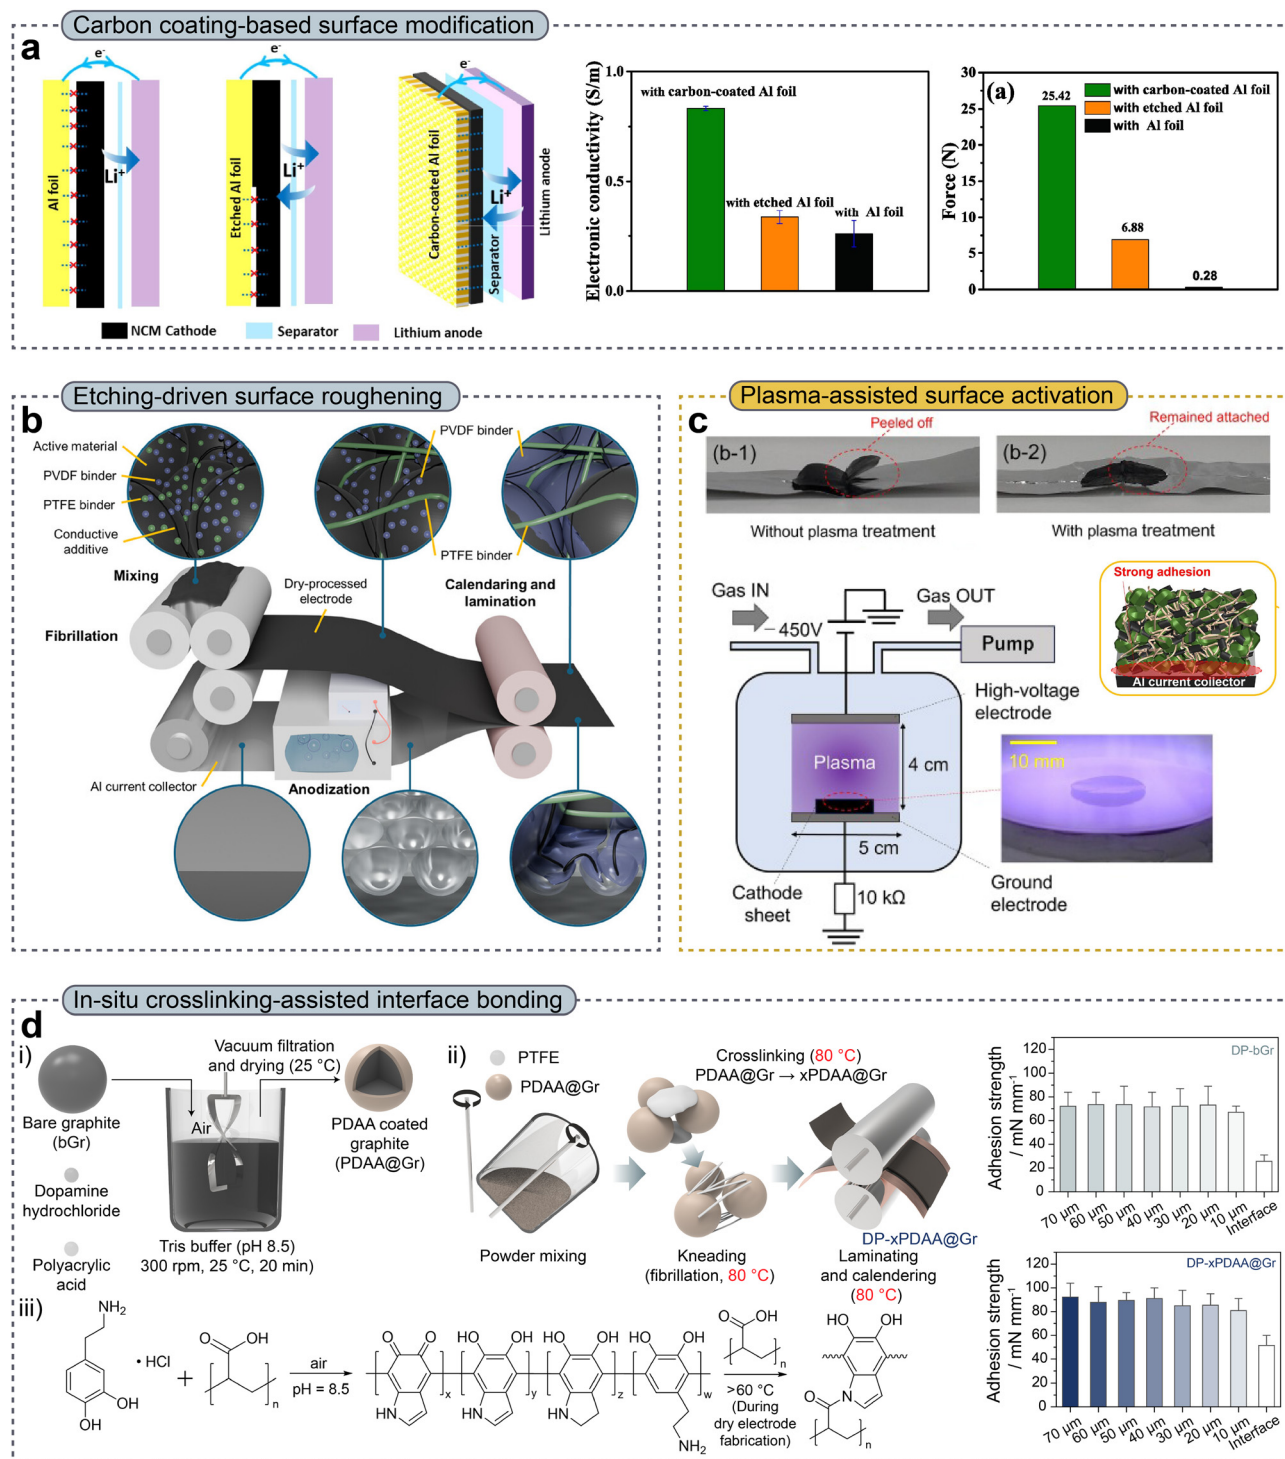 Carbon coating-based surface modification
a
e-
e-
e-
Al foil
Li+
Etched Al foil
Li+
Carbon-coated Al foil
Li+
Separator
Lithium anode
NCM Cathode
Separator
Lithium anode
Electronic conductivity (S/m)
1.0
0.5
0.0
with carbon-coated Al foil
with etched Al foil
with Al foil
(a)
Force (N)
30
25
20
15
10
5
0
25.42
6.88
0.28
with carbon-coated Al foil
with etched Al foil
with Al foil
Etching-driven surface roughening
b
Active material
PVDF binder
PTFE binder
Conductive
additive
PVDF binder
PTFE binder
Mixing
Dry-processed
electrode
Calendaring and
lamination
Fibrillation
Al current collector
Anodization
Plasma-assisted surface activation
c
Peeled off
(b-1)
Without plasma treatment
Remained attached
(b-2)
With plasma treatment
Gas IN
Gas OUT
– 450V
Pump
High-voltage
electrode
Plasma
4 cm
5 cm
Cathode
sheet
10 kΩ
Ground
electrode
Strong adhesion
Al current collector
10 mm
In-situ crosslinking-assisted interface bonding
d
i)
Bare graphite
(bGr)
Dopamine
hydrochloride
Polyacrylic
acid
Vacuum filtration
and drying (25 °C)
Air
Tris buffer (pH 8.5)
300 rpm, 25 °C, 20 min)
PDAA coated
graphite
(PDAA@Gr)
ii)
PTFE
PDAA@Gr
Powder mixing
Crosslinking (80 °C)
PDAA@Gr → xPDAA@Gr
Kneading
(fibrillation, 80 °C)
DP-xPDAA@Gr
Laminating
and calendering
(80 °C)
iii)
NH2
OH
OH
• HCl
+
O
OH
n
air
pH = 8.5
O
O
HN
x
HO
OH
HN
y
HO
OH
HN
z
HO
OH
NH2
w
O
OH
n
>60 °C
(During
dry electrode
fabrication)
HO
OH
N
O
n
DP-bGr
Adhesion strength
/ mN mm-1
120
100
80
60
40
20
0
70 µm
60 µm
50 µm
40 µm
30 µm
20 µm
10 µm
Interface
DP-xPDAA@Gr
Adhesion strength
/ mN mm-1
120
100
80
60
40
20
0
70 µm
60 µm
50 µm
40 µm
30 µm
20 µm
10 µm
Interface